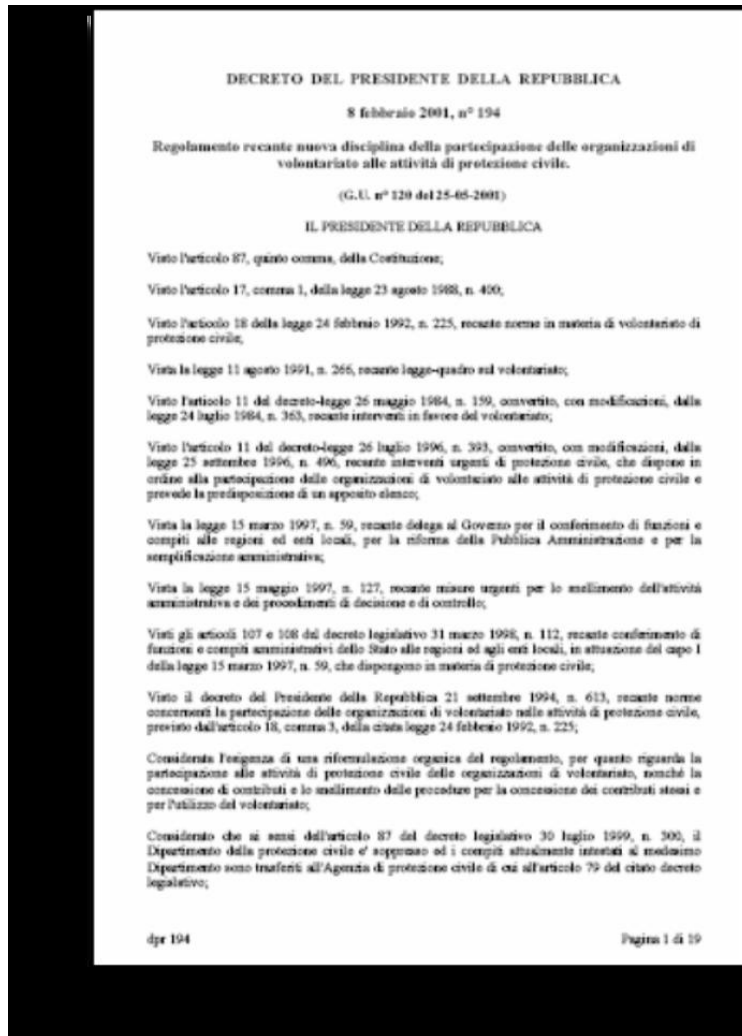 DECRETO DEL PRESIDENTE DELLA REPUBBLICA
8 febbraio 2001, n° 194
Regolamento recante nuova disciplina della partecipazione delle organizzazioni di
volontariato alle attività di protezione civile.
(G.U. n° 120 del 25-05-2001)
IL PRESIDENTE DELLA REPUBBLICA
Visto l'articolo 87, quinto comma, della Costituzione;
Visto l'articolo 17, comma 1, della legge 23 agosto 1988, n. 400;
Visto l'articolo 18 della legge 24 febbraio 1992, n. 225, recante norme in materia di volontariato di
protezione civile;
Vista la legge 11 agosto 1991, n. 266, recante legge-quadro sul volontariato;
Visto l'articolo 11 del decreto-legge 26 maggio 1984, n. 159, convertito, con modificazioni, dalla
legge 24 luglio 1984, n. 363, recante interventi in favore del volontariato;
Visto l'articolo 11 del decreto-legge 26 luglio 1996, n. 393, convertito, con modificazioni, dalla
legge 25 settembre 1996, n. 496, recante interventi urgenti di protezione civile, che dispone in
ordine alla partecipazione delle organizzazioni di volontariato alle attività di protezione civile e
prevede la predisposizione di un apposito elenco;
Vista la legge 15 marzo 1997, n. 59, recante delega al Governo per il conferimento di funzioni e
compiti alle regioni ed enti locali, per la riforma della Pubblica Amministrazione e per la
semplificazione amministrativa;
Vista la legge 15 maggio 1997, n. 127, recante misure urgenti per lo snellimento dell'attività
amministrativa e dei procedimenti di decisione e di controllo;
Visti gli articoli 107 e 108 del decreto legislativo 31 marzo 1998, n. 112, recante conferimento di
funzioni e compiti amministrativi dello Stato alle regioni ed agli enti locali, in attuazione del capo I
della legge 15 marzo 1997, n. 59, che dispongono in materia di protezione civile;
Visto il decreto del Presidente della Repubblica 21 settembre 1994, n. 613, recante norme
concernenti la partecipazione delle organizzazioni di volontariato nelle attività di protezione civile,
previsto dall'articolo 18, comma 3, della citata legge 24 febbraio 1992, n. 225;
Considerata l'esigenza di una riformulazione organica del regolamento, per quanto riguarda la
partecipazione alle attività di protezione civile delle organizzazioni di volontariato, nonché la
concessione di contributi e lo snellimento delle procedure per la concessione dei contributi stessi e
per l'utilizzo del volontariato;
Considerato che ai sensi dell'articolo 87 del decreto legislativo 30 luglio 1999, n. 300, il
Dipartimento della protezione civile e' soppresso ed i compiti attualmente intestati al medesimo
Dipartimento sono trasferiti all'Agenzia di protezione civile di cui all'articolo 79 del citato decreto
legislativo;
dpr 194
Pagina 1 di 19